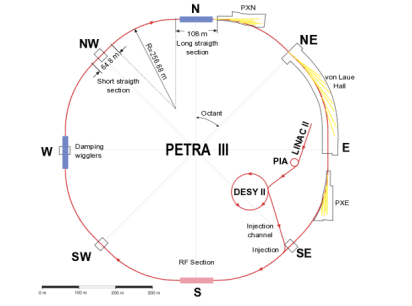 N
PXN
108 m
Long straigth
section
NW
NE
R=256.68 m
64.8 m
Short straigth
section
von Laue
Hall
Octant
LINAC II
W
Damping
wigglers
PETRA III
PIA
E
DESY II
PXE
Injection
channel
SW
RF Section
Injection
SE
S
0 m 100 m 200 m 300 m